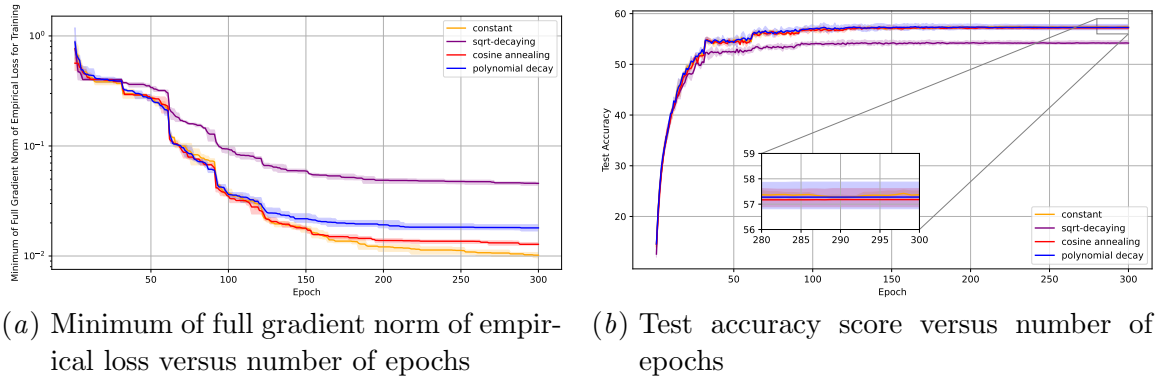 Minimum of Full Gradient Norm of Empirical Loss for Training
10⁰
10⁻¹
10⁻²
50
100
150
200
250
300
Epoch
constant
sqrt-decaying
cosine annealing
polynomial decay
(a) Minimum of full gradient norm of empir-
ical loss versus number of epochs
Test Accuracy
60
50
40
30
20
50
100
150
200
250
300
Epoch
59
58
57
56
280
285
290
295
300
constant
sqrt-decaying
cosine annealing
polynomial decay
(b) Test accuracy score versus number of
epochs